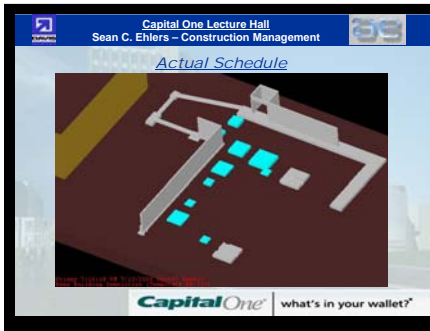 Capital One Lecture Hall
Sean C. Ehlers – Construction Management
Actual Schedule
CapitalOne what's in your wallet?